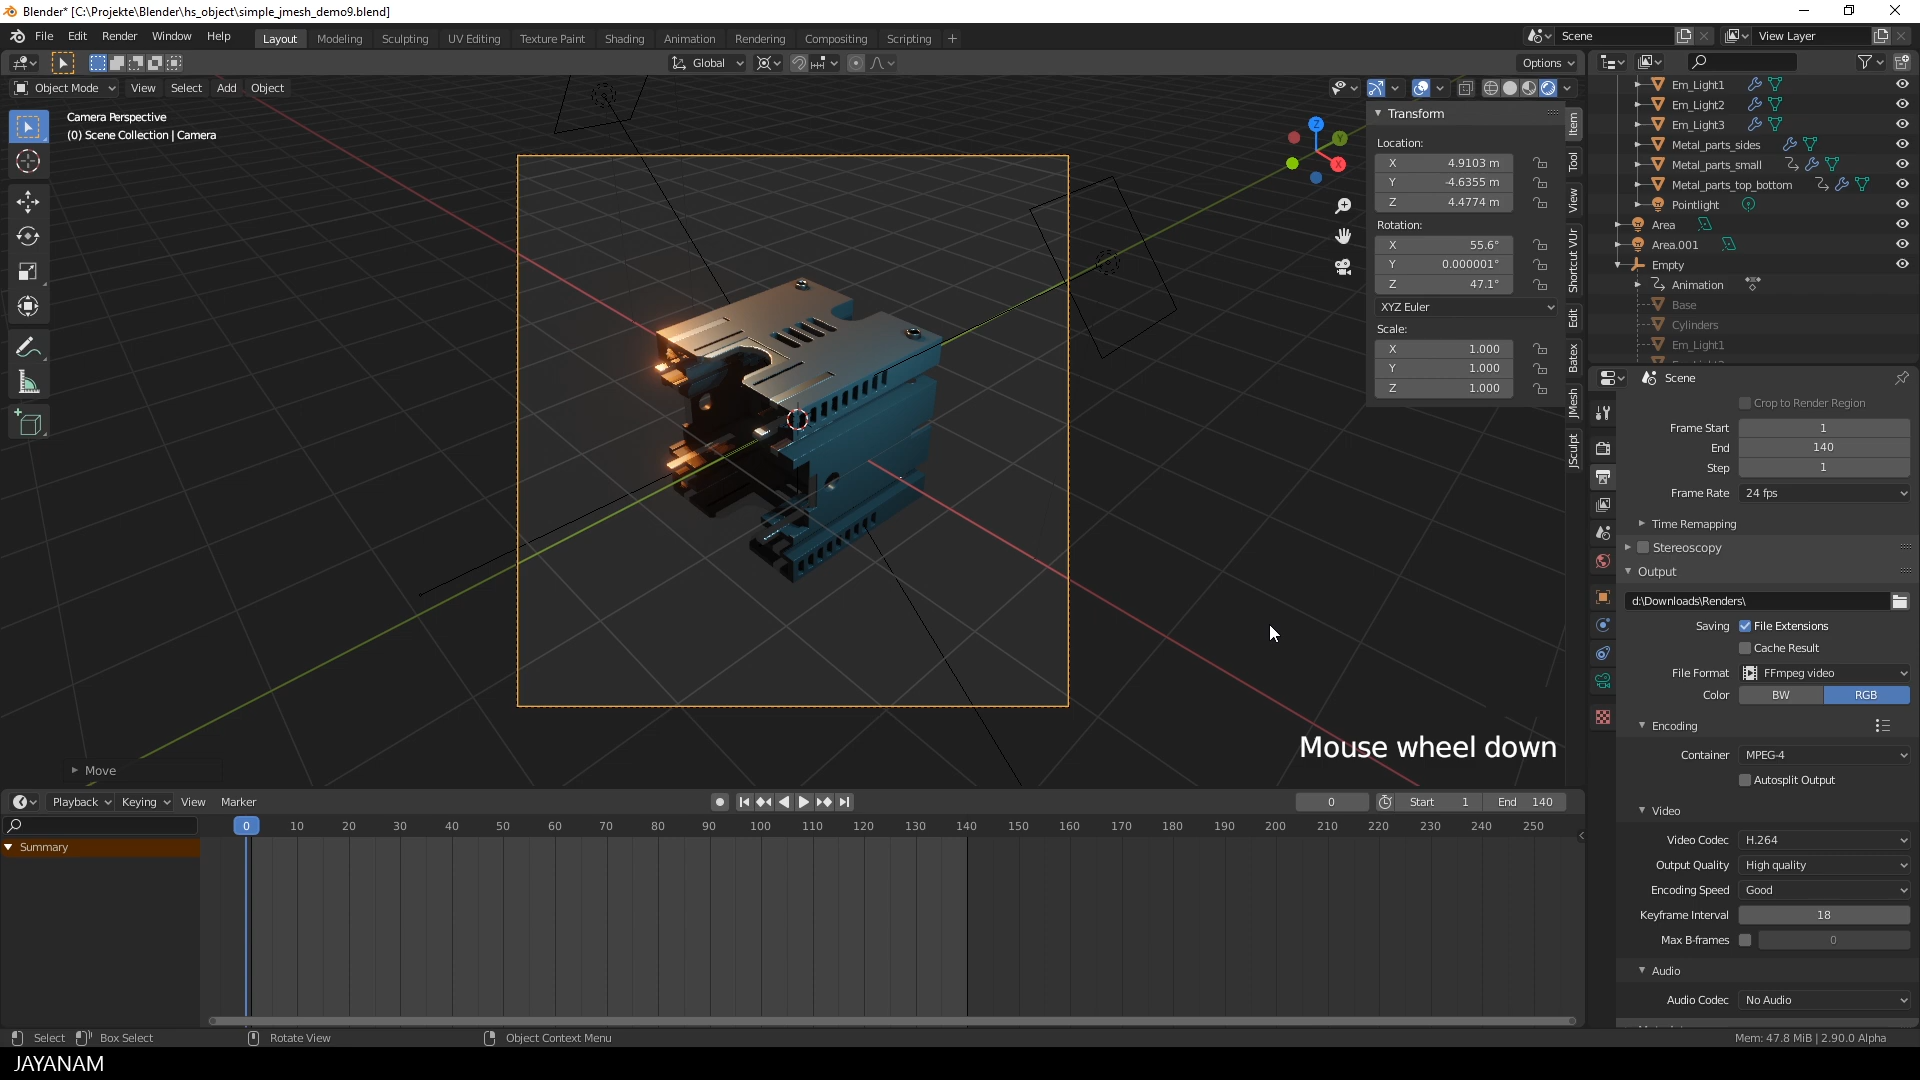 Blender* [C:\Projekte\Blender\hs_object\simple_jmesh_demo9.blend]
File Edit Render Window Help Layout Modeling Sculpting UV Editing Texture Paint Shading Animation Rendering Compositing Scripting + Scene View Layer
Global Options
Object Mode View Select Add Object
Camera Perspective
(0) Scene Collection | Camera
Z
Y
X
Transform
Location:
X 4.9103 m
Y -4.6355 m
Z 4.4774 m
Rotation:
X 55.6°
Y 0.000001°
Z 47.1°
XYZ Euler
Scale:
X 1.000
Y 1.000
Z 1.000
Item
Tool
View
Shortcut VUr
Edit
Batex
JMesh
JSculpt
Em_Light1
Em_Light2
Em_Light3
Metal_parts_sides
Metal_parts_small
Metal_parts_top_bottom
Pointlight
Area
Area.001
Empty
Animation
Base
Cylinders
Em_Light1
Scene
Crop to Render Region
Frame Start 1
End 140
Step 1
Frame Rate 24 fps
Time Remapping
Stereoscopy
Output
d:\Downloads\Renders\
Saving File Extensions
Cache Result
File Format FFmpeg video
Color BW RGB
Encoding
Container MPEG-4
Autosplit Output
Video
Video Codec H.264
Output Quality High quality
Encoding Speed Good
Keyframe Interval 18
Max B-frames 0
Audio
Audio Codec No Audio
Mouse wheel down
Move
Playback Keying View Marker 0 Start 1 End 140
0 10 20 30 40 50 60 70 80 90 100 110 120 130 140 150 160 170 180 190 200 210 220 230 240 250
Summary
Select Box Select Rotate View Object Context Menu Mem: 47.8 MiB | 2.90.0 Alpha
JAYANAM